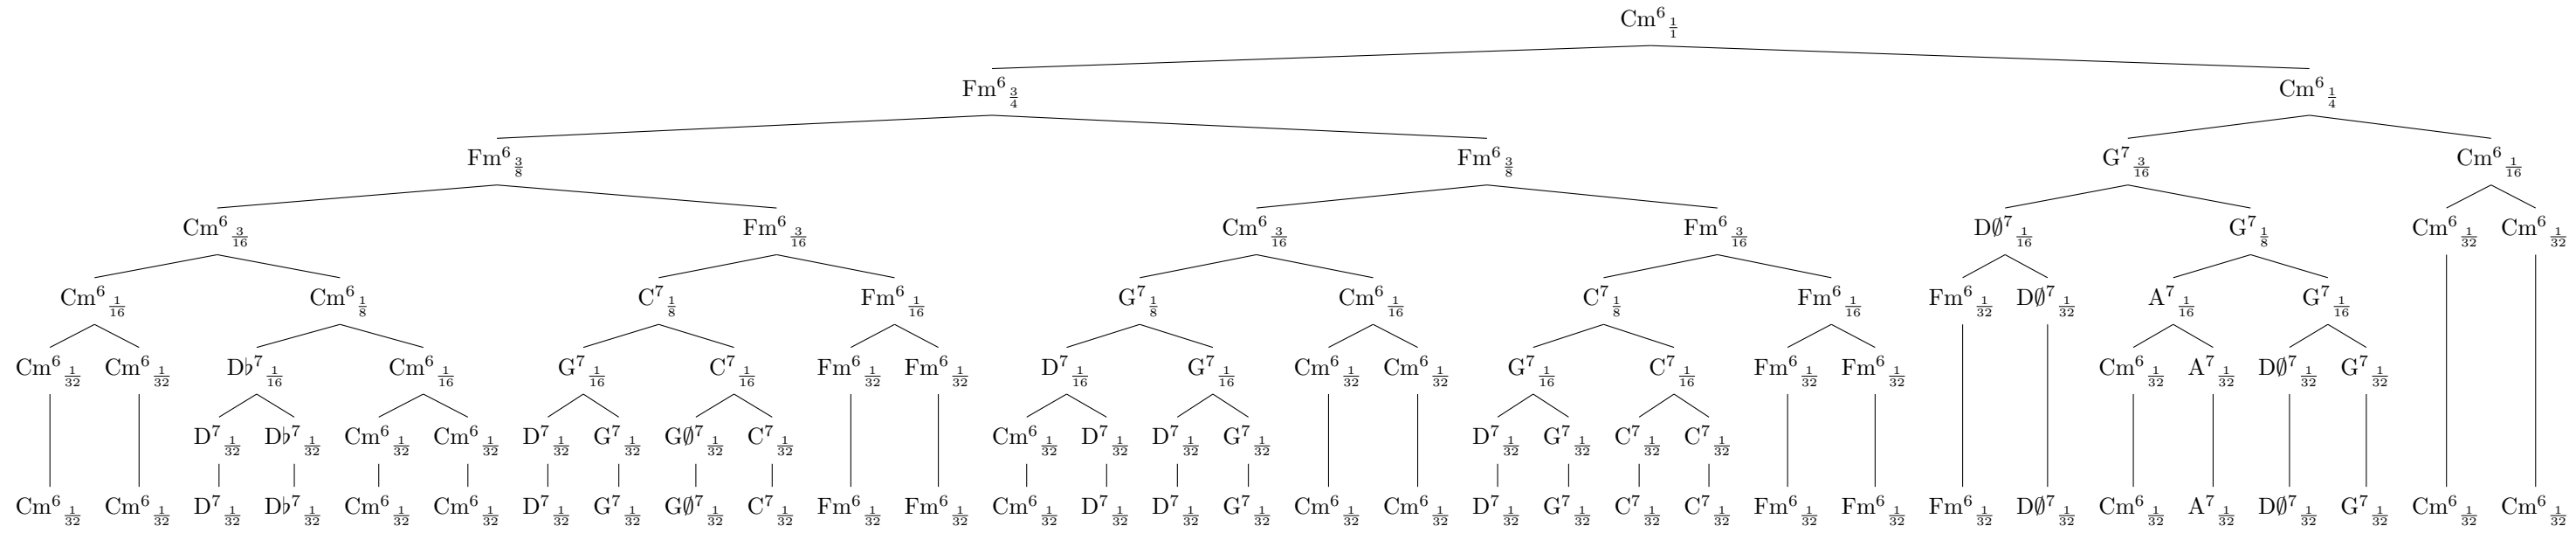 Cm⁶ 1/1
Fm⁶ 3/4 Cm⁶ 1/4
Fm⁶ 3/8 Fm⁶ 3/8 G⁷ 3/16 Cm⁶ 1/16
Cm⁶ 3/16 Fm⁶ 3/16 Cm⁶ 3/16 Fm⁶ 3/16 D∅⁷ 1/16 G⁷ 1/8 Cm⁶ 1/32 Cm⁶ 1/32
Cm⁶ 1/16 Cm⁶ 1/8 C⁷ 1/8 Fm⁶ 1/16 G⁷ 1/8 Cm⁶ 1/16 C⁷ 1/8 Fm⁶ 1/16 Fm⁶ 1/32 D∅⁷ 1/32 A⁷ 1/16 G⁷ 1/16
Cm⁶ 1/32 Cm⁶ 1/32 D♭⁷ 1/16 Cm⁶ 1/16 G⁷ 1/16 C⁷ 1/16 Fm⁶ 1/32 Fm⁶ 1/32 D⁷ 1/16 G⁷ 1/16 Cm⁶ 1/32 Cm⁶ 1/32 G⁷ 1/16 C⁷ 1/16 Fm⁶ 1/32 Fm⁶ 1/32 Cm⁶ 1/32 A⁷ 1/32 D∅⁷ 1/32 G⁷ 1/32
D⁷ 1/32 D♭⁷ 1/32 Cm⁶ 1/32 Cm⁶ 1/32 D⁷ 1/32 G⁷ 1/32 G∅⁷ 1/32 C⁷ 1/32 Cm⁶ 1/32 D⁷ 1/32 D⁷ 1/32 G⁷ 1/32 D⁷ 1/32 G⁷ 1/32 C⁷ 1/32 C⁷ 1/32
Cm⁶ 1/32 Cm⁶ 1/32 D⁷ 1/32 D♭⁷ 1/32 Cm⁶ 1/32 Cm⁶ 1/32 D⁷ 1/32 G⁷ 1/32 G∅⁷ 1/32 C⁷ 1/32 Fm⁶ 1/32 Fm⁶ 1/32 Cm⁶ 1/32 D⁷ 1/32 D⁷ 1/32 G⁷ 1/32 Cm⁶ 1/32 Cm⁶ 1/32 D⁷ 1/32 G⁷ 1/32 C⁷ 1/32 C⁷ 1/32 Fm⁶ 1/32 Fm⁶ 1/32 Fm⁶ 1/32 D∅⁷ 1/32 Cm⁶ 1/32 A⁷ 1/32 D∅⁷ 1/32 G⁷ 1/32 Cm⁶ 1/32 Cm⁶ 1/32